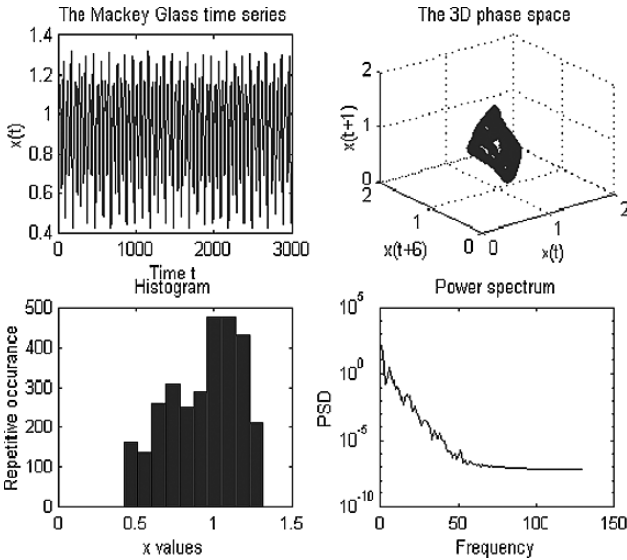 The Mackey Glass time series
1.4
1.2
1
0.8
0.6
0.4
x(t)
0
1000
2000
3000
Time t
The 3D phase space
2
1
0
x(t+1)
2
1
0
x(t+6)
0
1
2
x(t)
Histogram
500
400
300
200
100
0
Repetitive occurance
0
0.5
1
1.5
x values
Power spectrum
10^5
10^0
10^-5
10^-10
PSD
0
50
100
150
Frequency